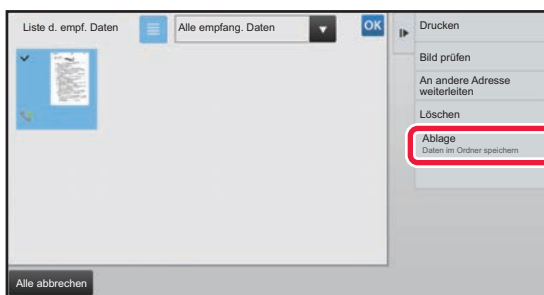 Liste d. empf. Daten
Alle empfang. Daten
OK
Drucken
Bild prüfen
An andere Adresse
weiterleiten
Löschen
Ablage
Daten im Ordner speichern
Alle abbrechen